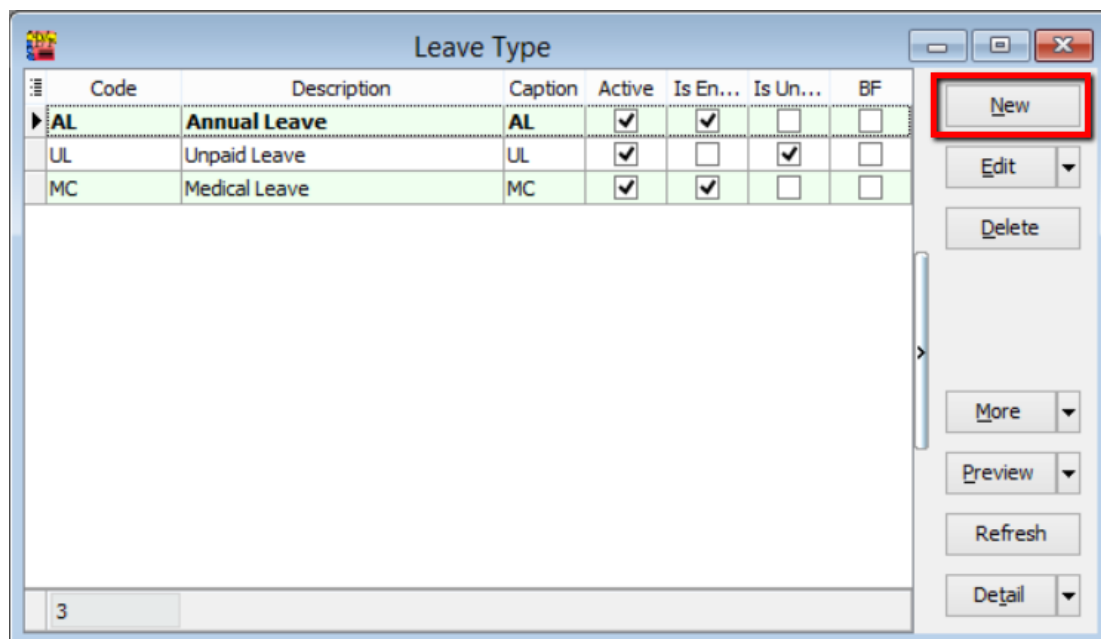 Leave Type
Code Description Caption Active Is En... Is Un... BF
AL Annual Leave AL
UL Unpaid Leave UL
MC Medical Leave MC
3
New
Edit
Delete
More
Preview
Refresh
Detail